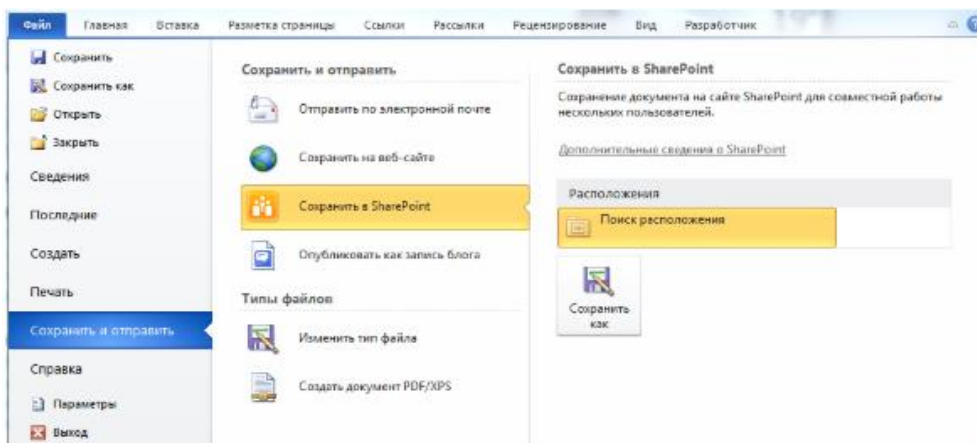 Файл Главная Вставка Разметка страницы Ссылки Рассылки Рецензирование Вид Разработчик
Сохранить
Сохранить как
Открыть
Закрыть
Сведения
Последние
Создать
Печать
Сохранить и отправить
Справка
Параметры
Выход
Сохранить и отправить
Отправить по электронной почте
Сохранить на веб-сайте
Сохранить в SharePoint
Опубликовать как запись блога
Типы файлов
Изменить тип файла
Создать документ PDF/XPS
Сохранить в SharePoint
Сохранение документа на сайте SharePoint для совместной работы
нескольких пользователей.
Дополнительные сведения о SharePoint
Расположения
Поиск расположения
Сохранить
как